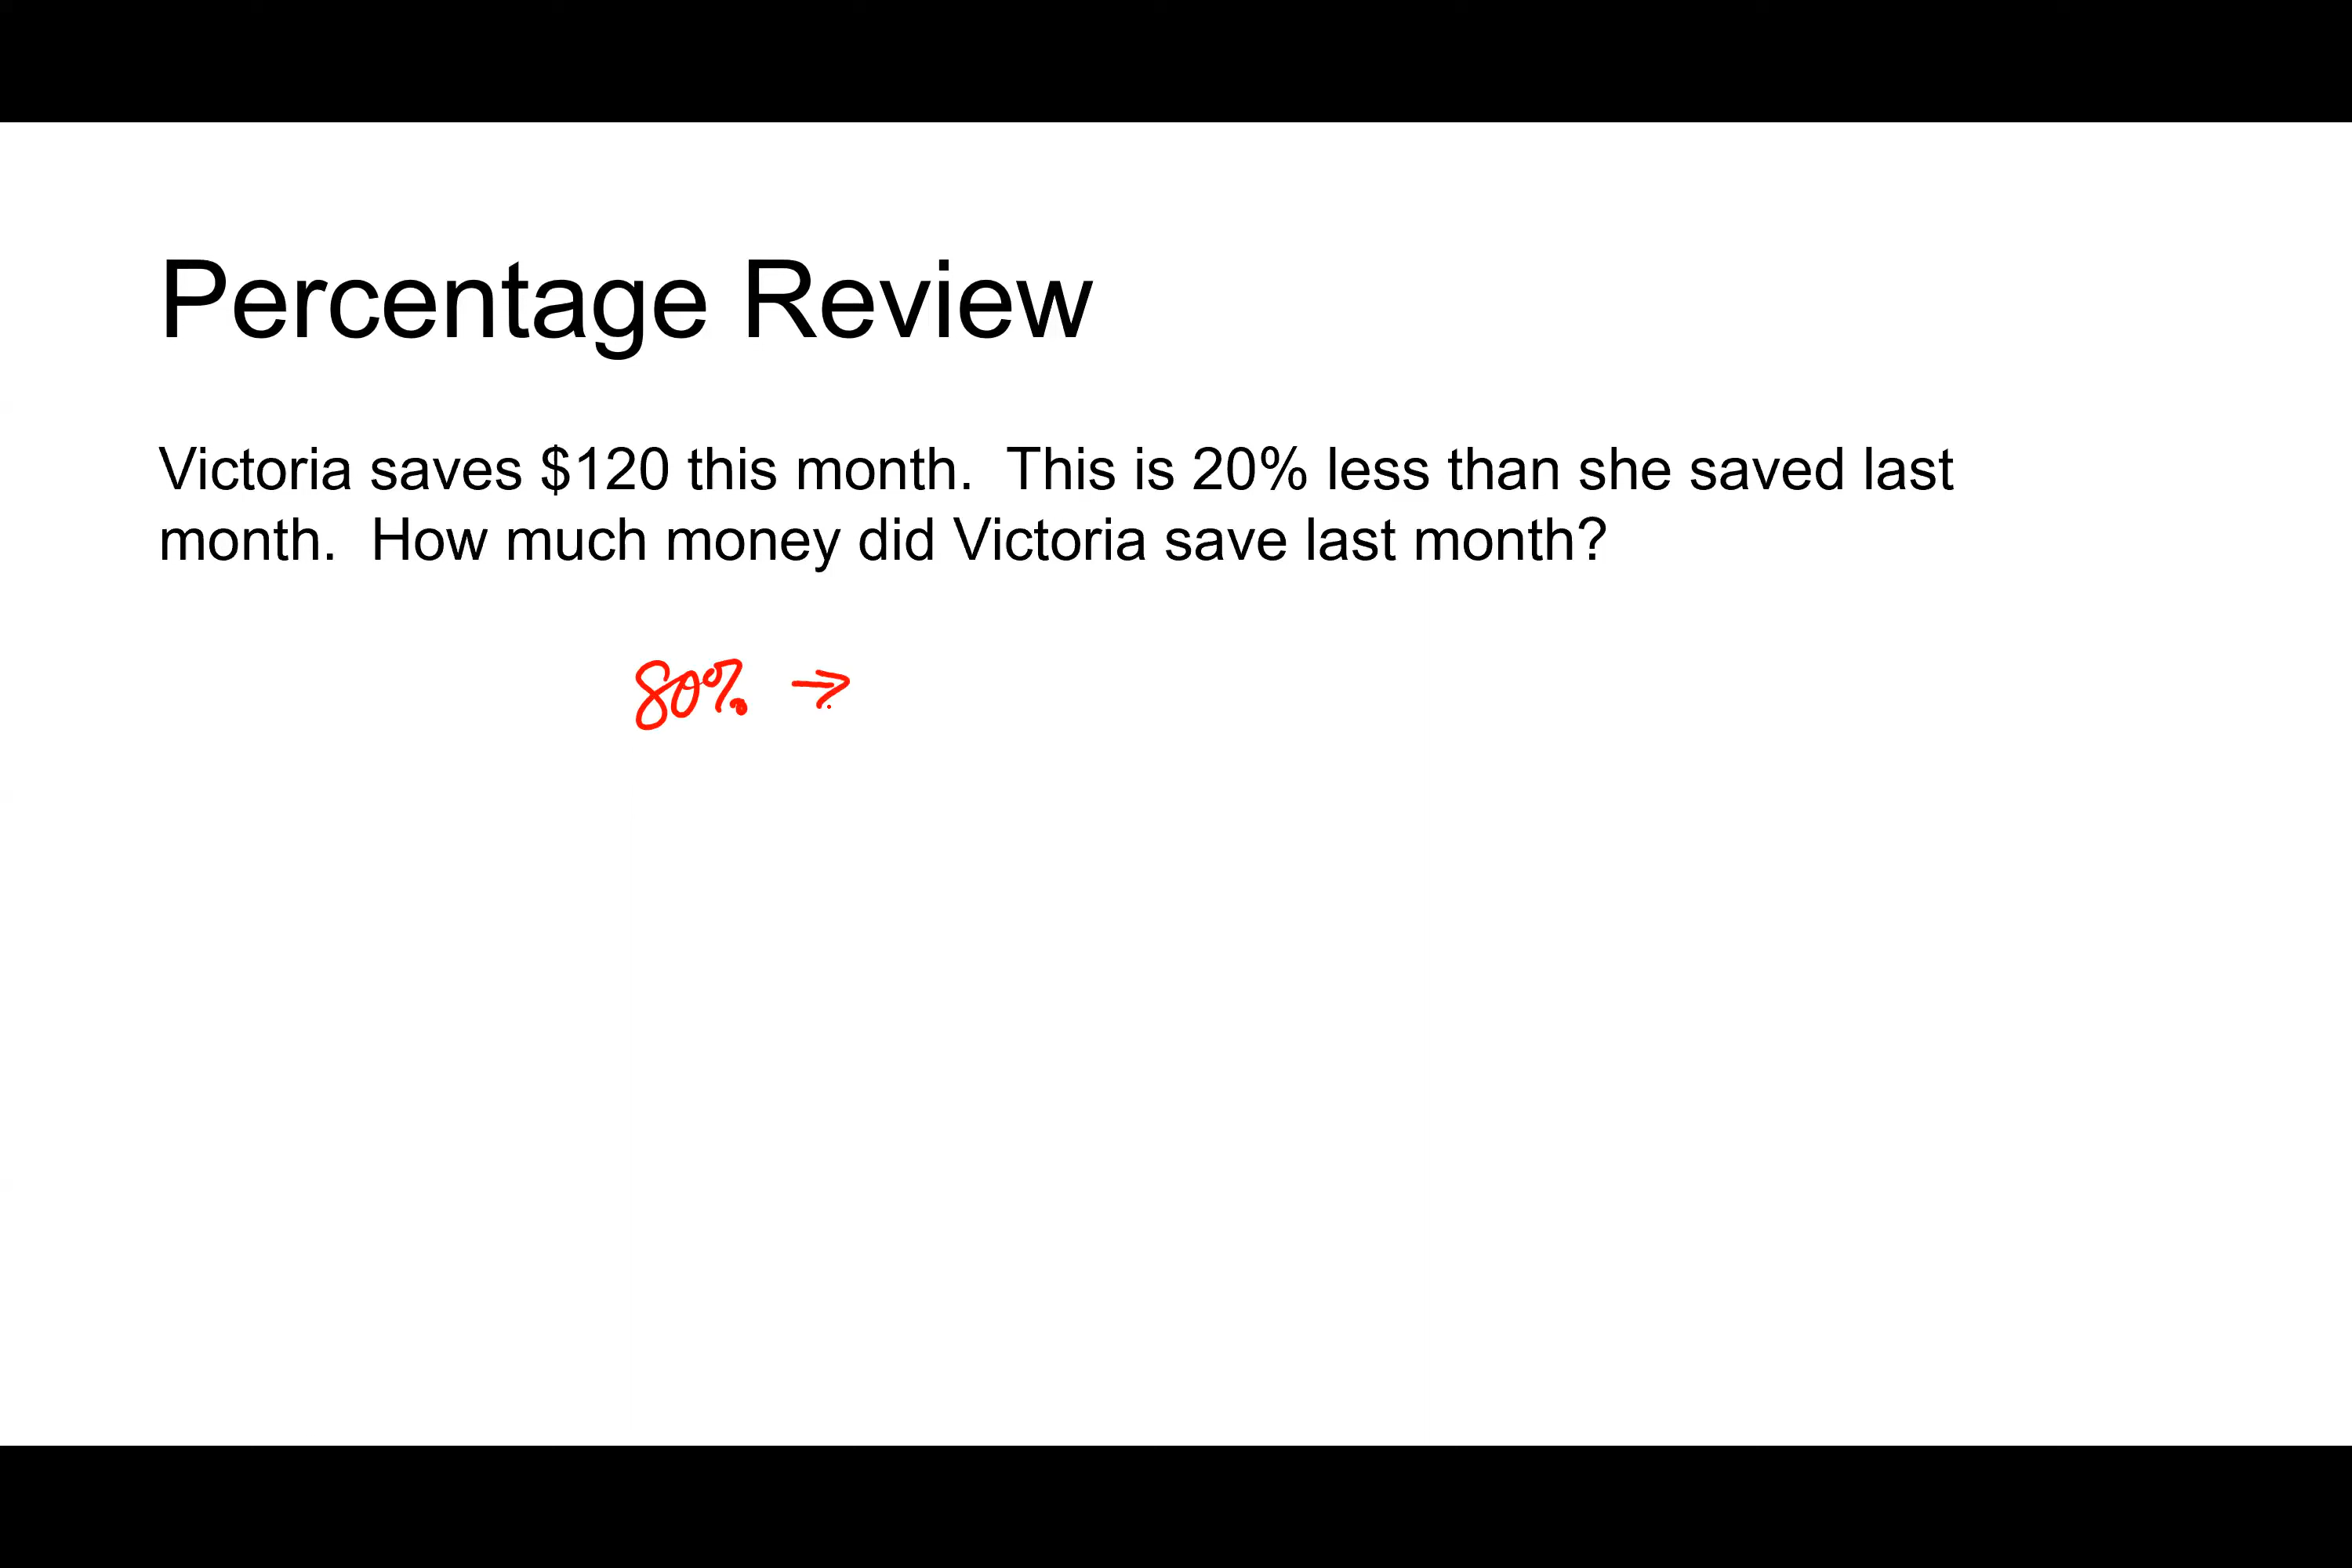 Percentage Review
Victoria saves $120 this month.  This is 20% less than she saved last
month.  How much money did Victoria save last month?
80% →